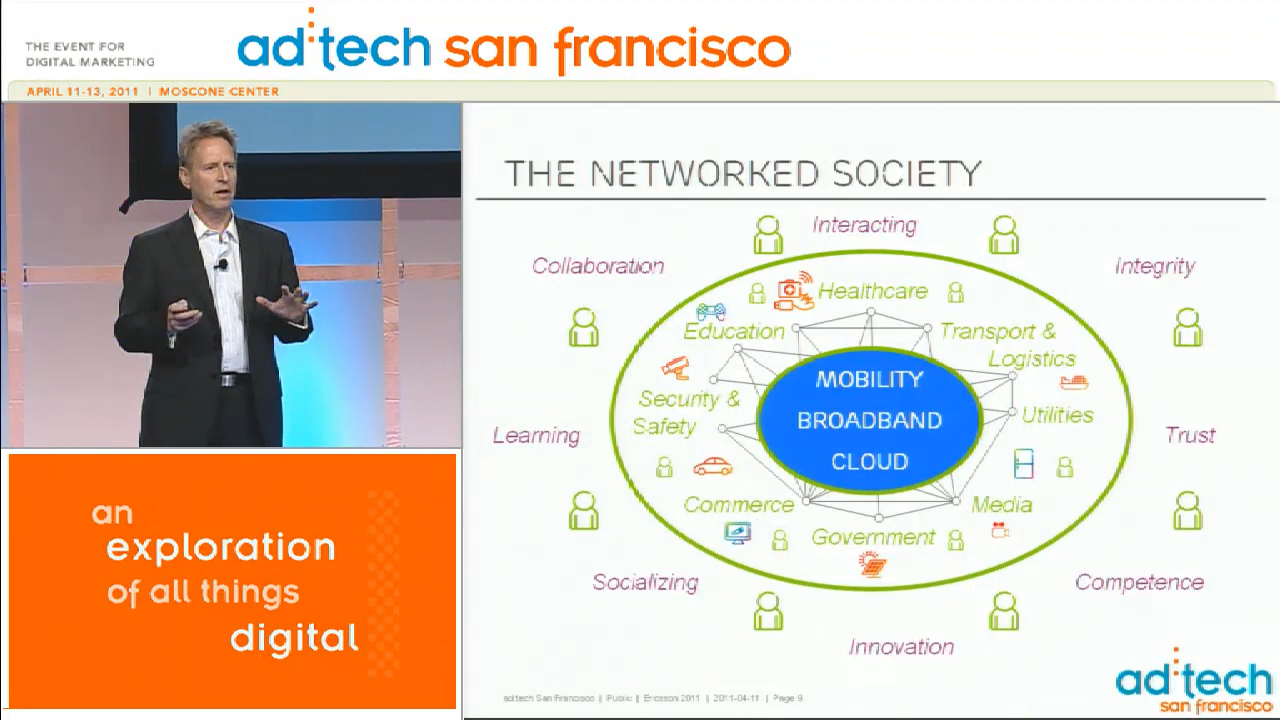 THE EVENT FOR
DIGITAL MARKETING
ad:tech san francisco
APRIL 11-13, 2011 | MOSCONE CENTER
THE NETWORKED SOCIETY
Interacting
Collaboration
Integrity
Healthcare
Education
Transport &
Logistics
MOBILITY
Security &
Safety
BROADBAND
Utilities
Learning
Trust
CLOUD
Commerce
Media
Government
Socializing
Competence
Innovation
an
exploration
of all things
digital
ad:tech San Francisco | Public | Ericsson 2011 | 2011-04-11 | Page 9
ad:tech
san francisco